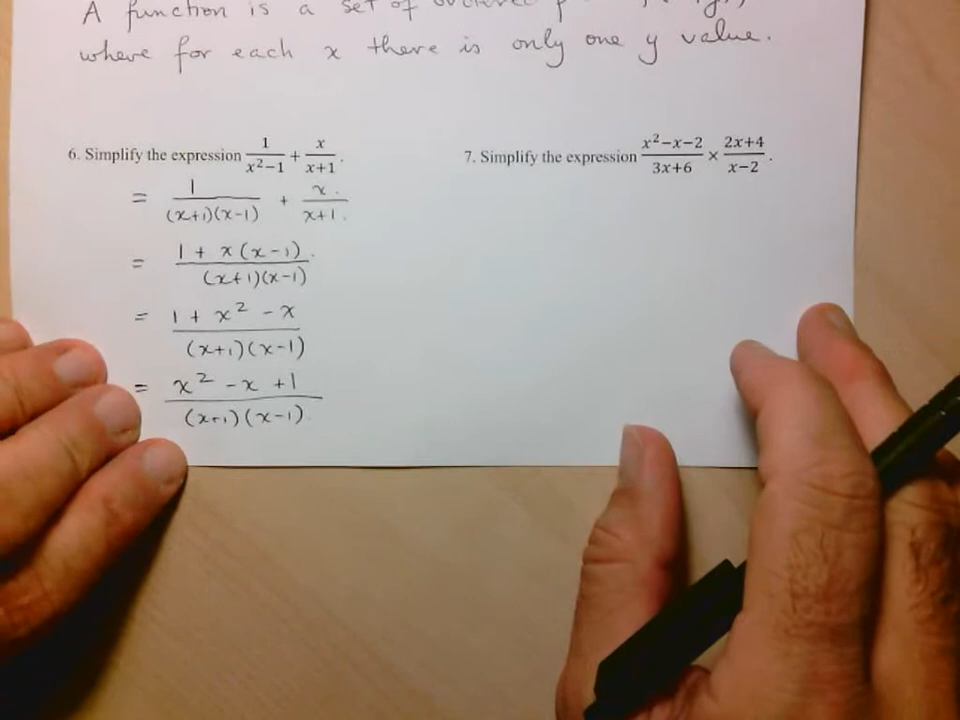 A function is a set of
where for each x there is only one y value.
6. Simplify the expression 1/(x²−1) + x/(x+1).
= 1/((x+1)(x-1)) + x/(x+1).
= (1 + x(x-1))/((x+1)(x-1))
= (1 + x² - x)/((x+1)(x-1))
= (x² - x + 1)/((x+1)(x-1))
7. Simplify the expression (x²−x−2)/(3x+6) × (2x+4)/(x−2).